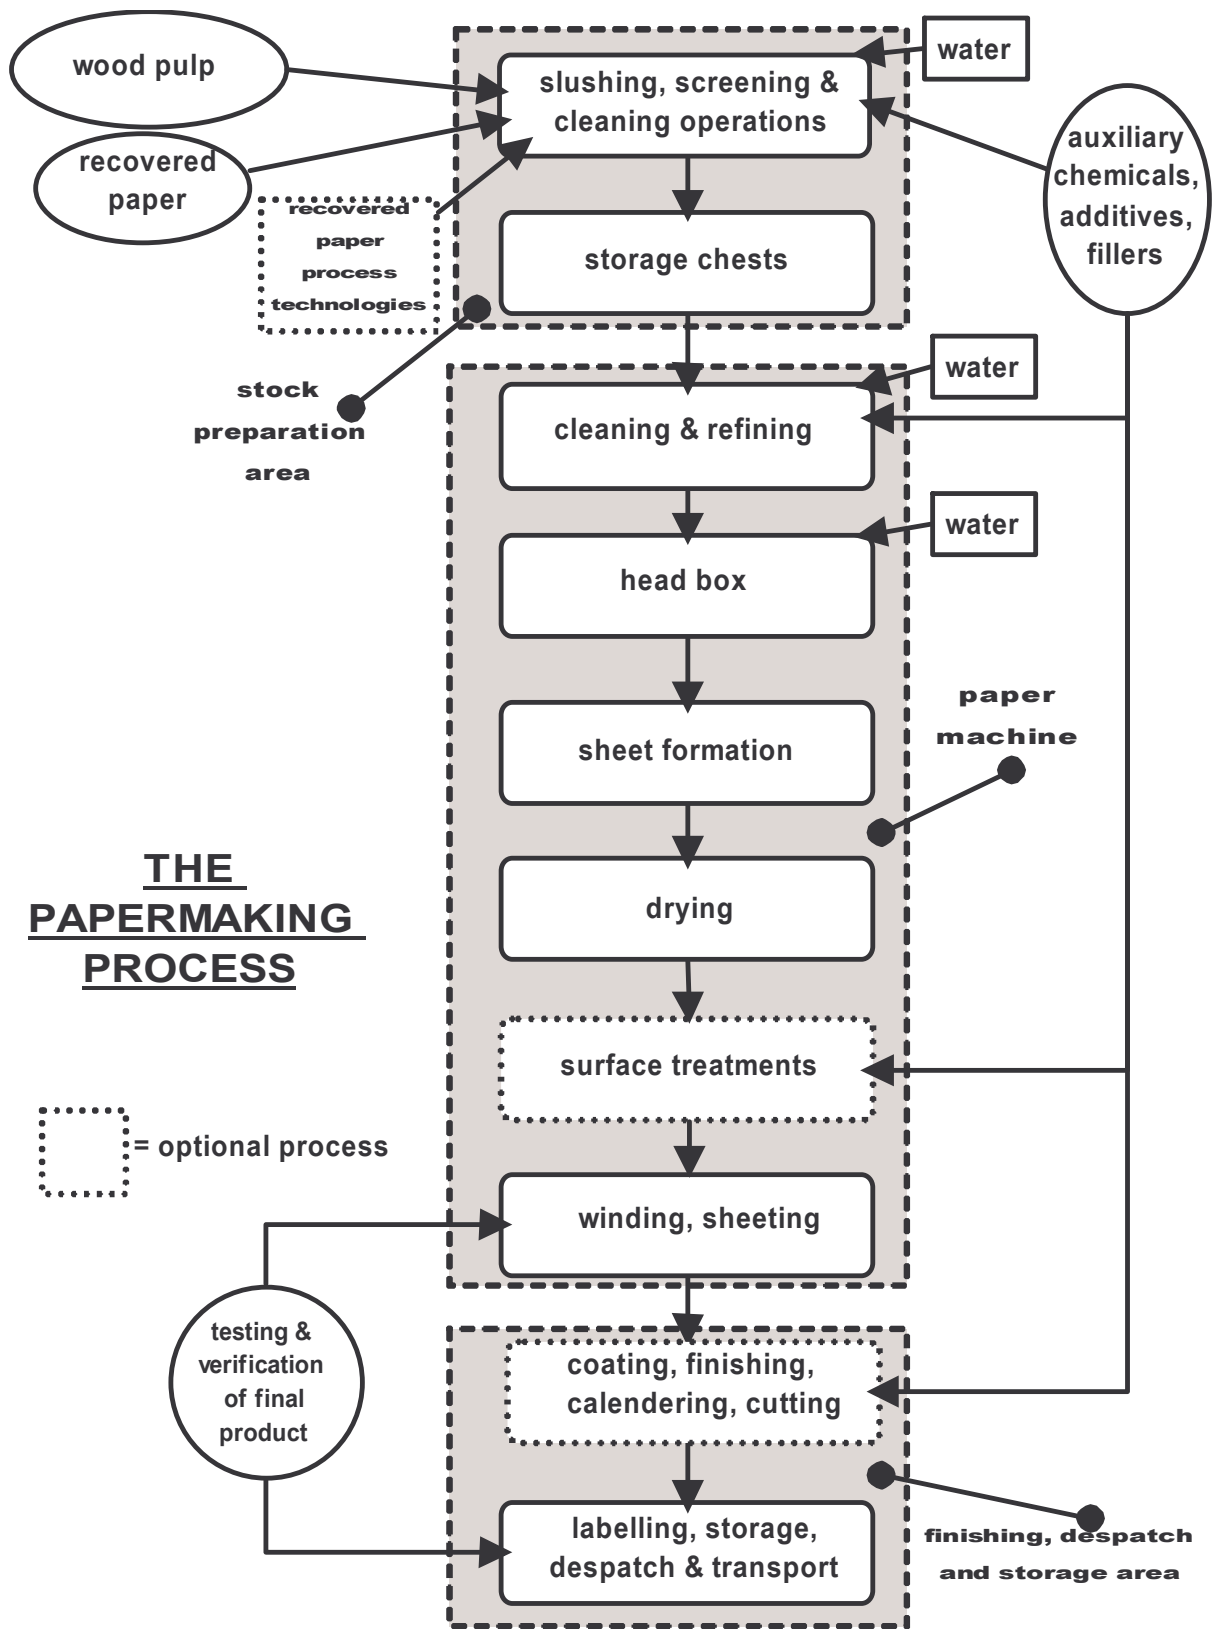 wood pulp
water
slushing, screening &
cleaning operations
recovered
paper
auxiliary
chemicals,
additives,
fillers
recovered
paper
process
technologies
storage chests
water
stock
preparation
area
cleaning & refining
water
head box
paper
machine
sheet formation
THE
PAPERMAKING
PROCESS
drying
surface treatments
= optional process
winding, sheeting
testing &
verification
of final
product
coating, finishing,
calendering, cutting
labelling, storage,
despatch & transport
finishing, despatch
and storage area